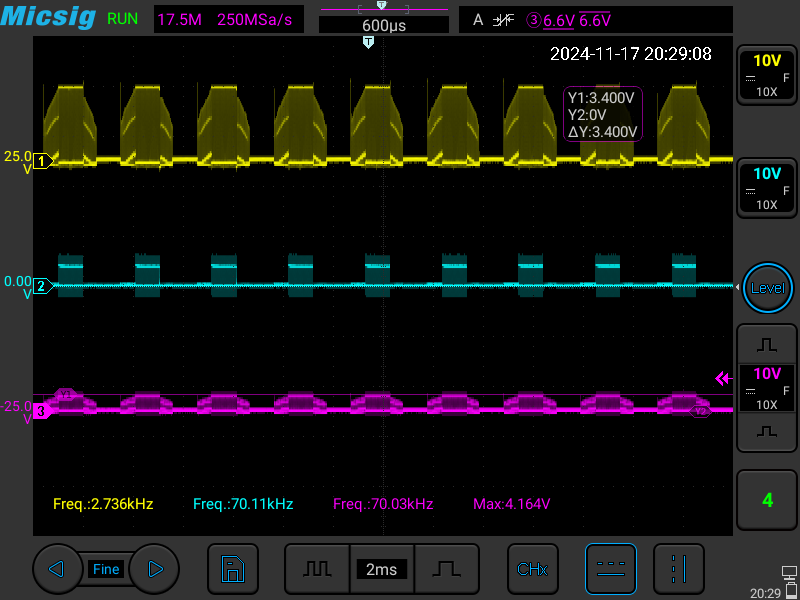 Micsig RUN 17.5M 250MSa/s 600µs A ③6.6V 6.6V
T
T
2024-11-17 20:29:08
10V
F
10X
Y1:3.400V
Y2:0V
ΔY:3.400V
25.0
V
1
10V
F
10X
0.00
V
2
Level
10V
F
10X
Y1
-25.0
V
3
Y2
Freq.:2.736kHz Freq.:70.11kHz Freq.:70.03kHz Max:4.164V
4
Fine
2ms
CHx
20:29